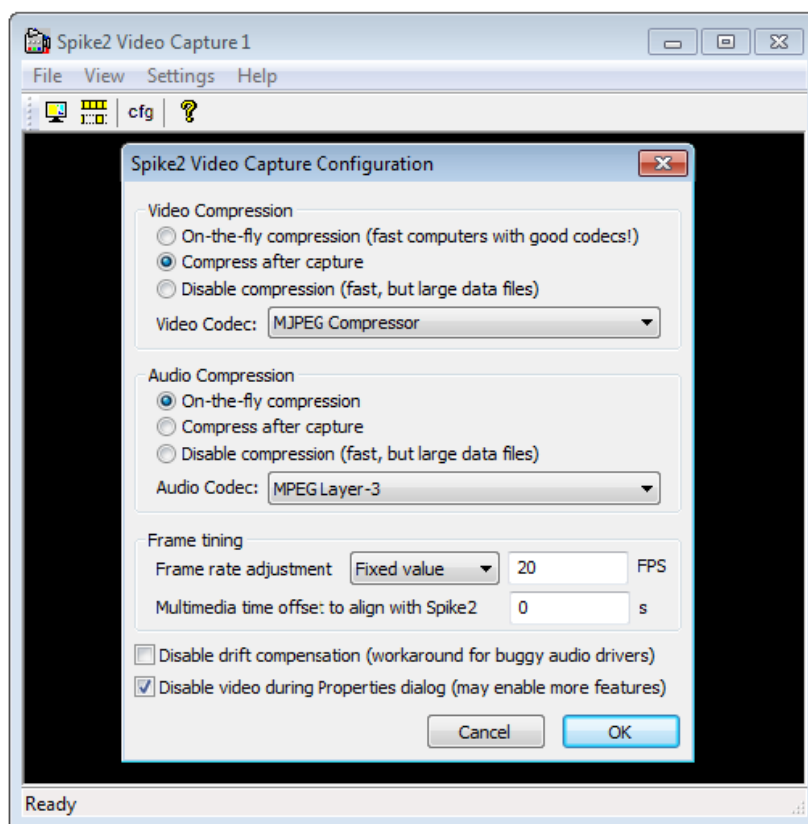 Spike2 Video Capture 1
File View Settings Help
cfg
Spike2 Video Capture Configuration
Video Compression
On-the-fly compression (fast computers with good codecs!)
Compress after capture
Disable compression (fast, but large data files)
Video Codec: MJPEG Compressor
Audio Compression
On-the-fly compression
Compress after capture
Disable compression (fast, but large data files)
Audio Codec: MPEG Layer-3
Frame timing
Frame rate adjustment Fixed value 20 FPS
Multimedia time offset to align with Spike2 0 s
Disable drift compensation (workaround for buggy audio drivers)
Disable video during Properties dialog (may enable more features)
Cancel OK
Ready